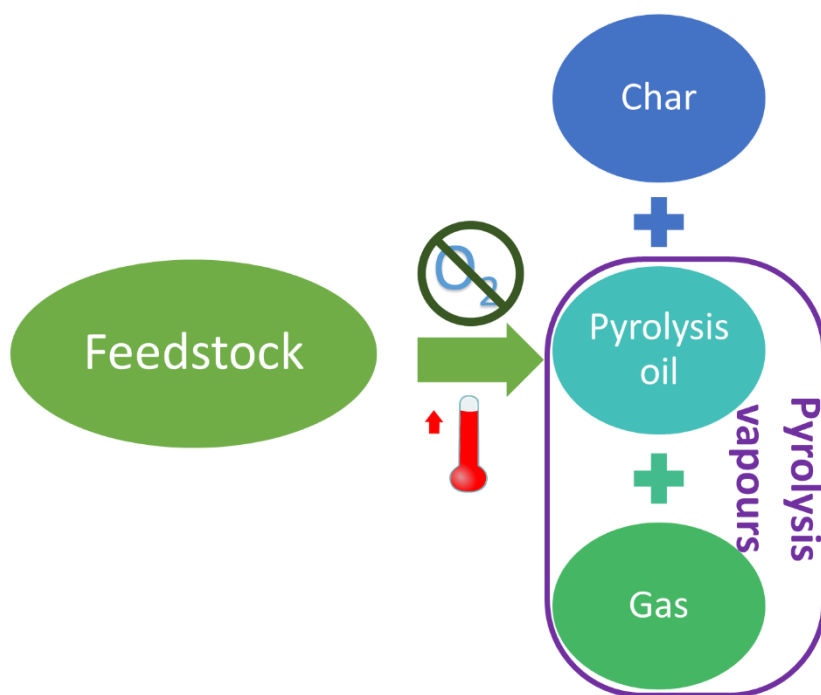 Char
O₂
Feedstock
Pyrolysis
oil
Pyrolysis
vapours
Gas